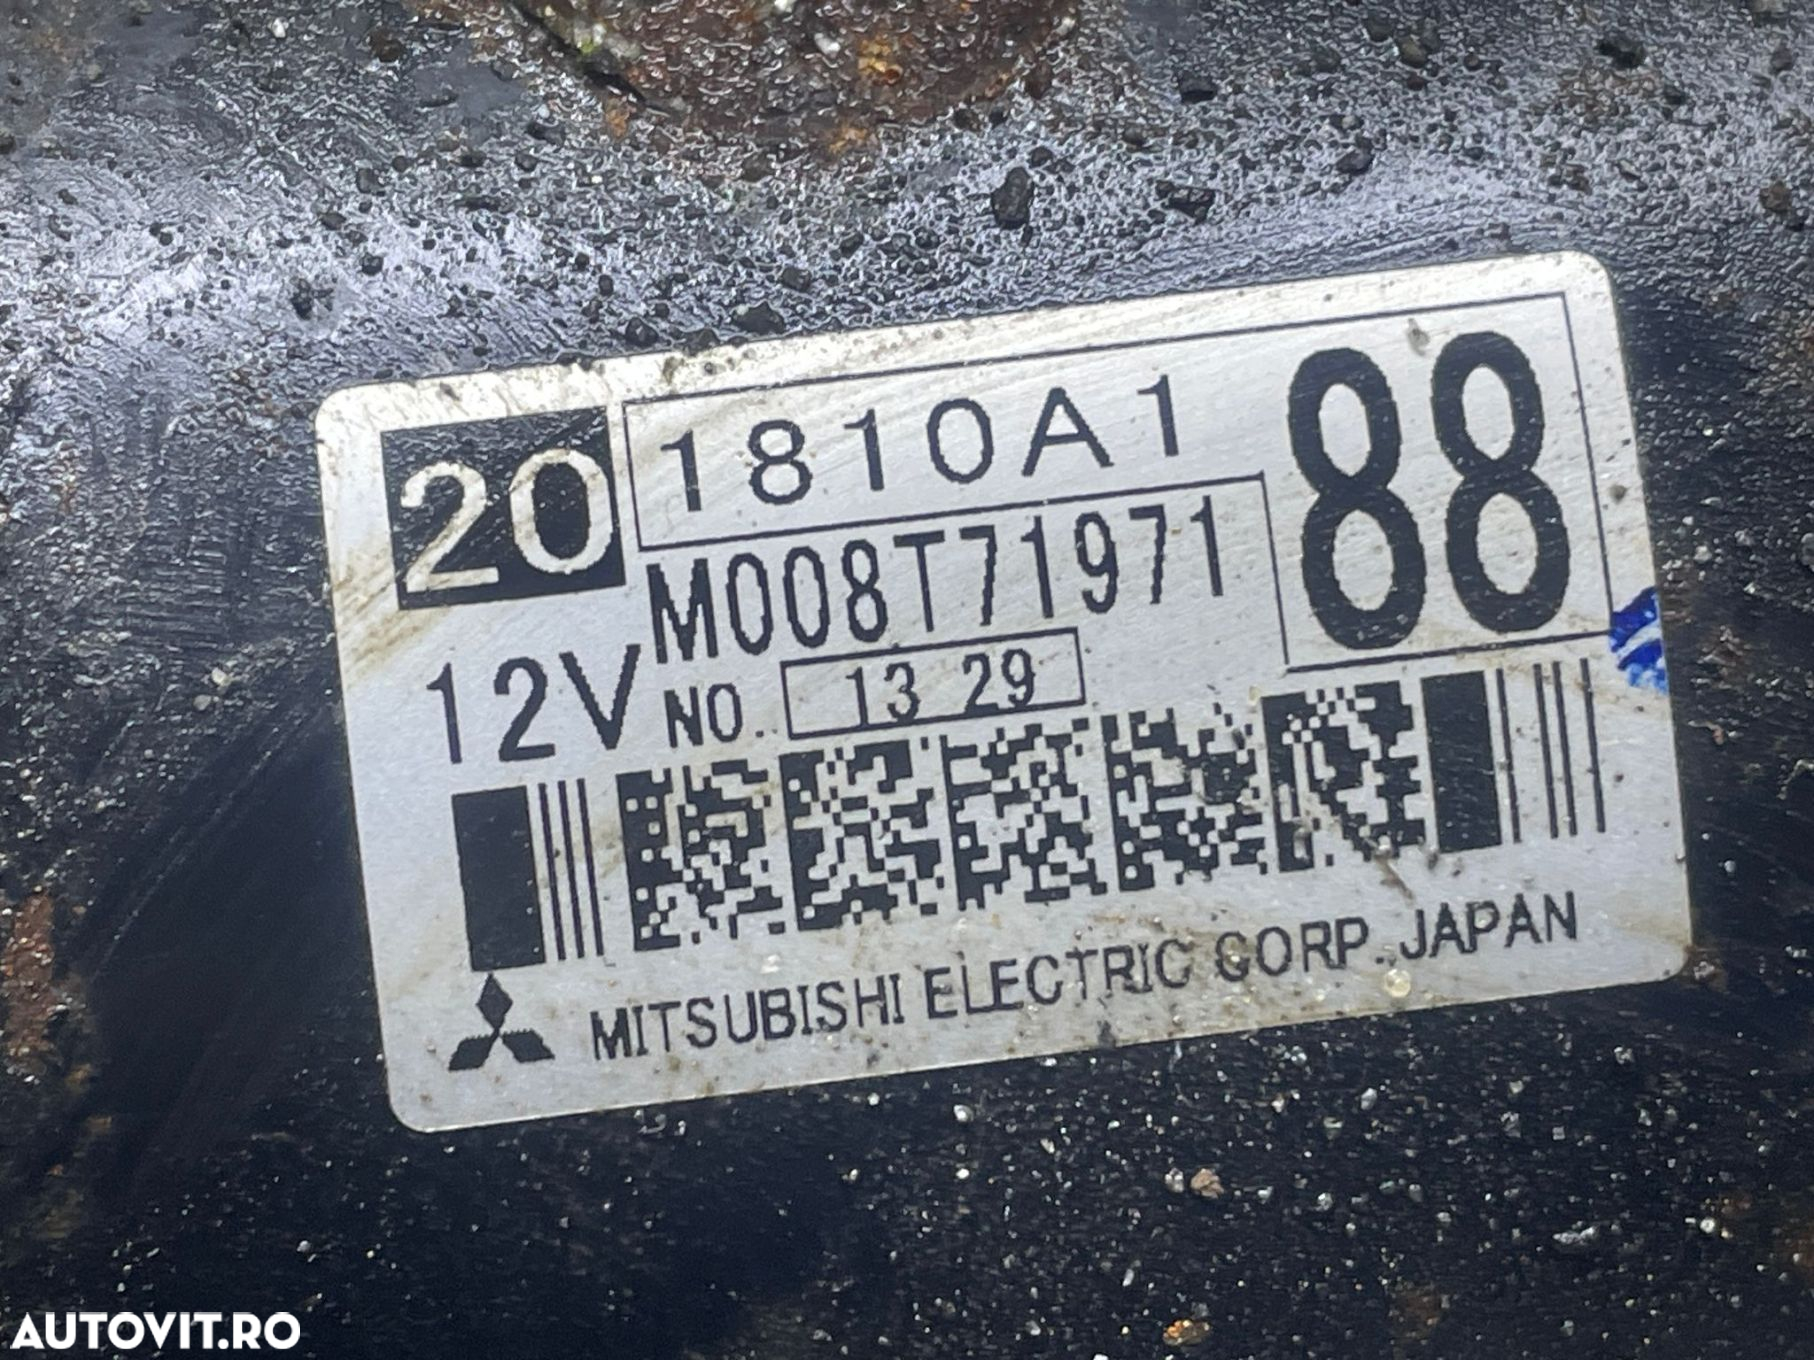 20 1810A1 88
M008T71971
12V NO. 13 29
MITSUBISHI ELECTRIC CORP. JAPAN
AUTOVIT.RO